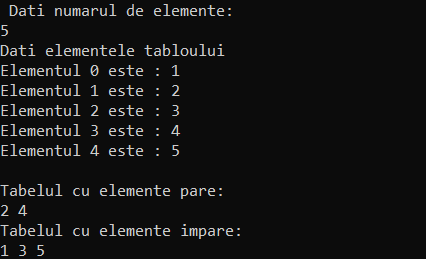 Dati numarul de elemente:
5
Dati elementele tabloului
Elementul 0 este : 1
Elementul 1 este : 2
Elementul 2 este : 3
Elementul 3 este : 4
Elementul 4 este : 5
Tabelul cu elemente pare:
2 4
Tabelul cu elemente impare:
1 3 5